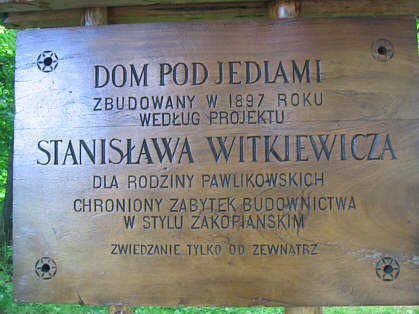 DOM POD JEDLAMI
ZBUDOWANY W 1897 ROKU
WEDŁUG PROJEKTU
STANISŁAWA WITKIEWICZA
DLA RODZINY PAWLIKOWSKICH
CHRONIONY ZABYTEK BUDOWNICTWA
W STYLU ZAKOPIAŃSKIM
ZWIEDZANIE TYLKO OD ZEWNĄTRZ